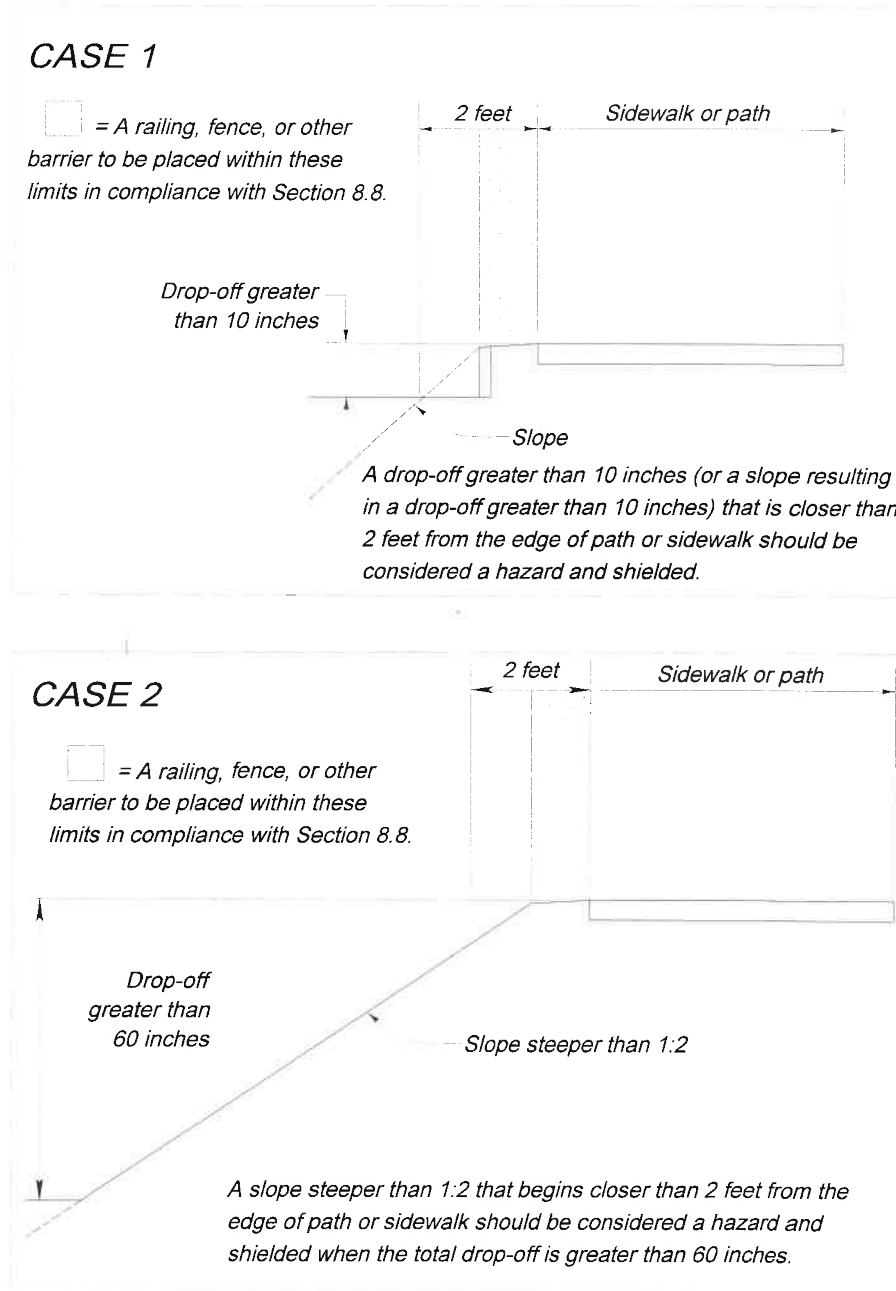 CASE 1
2 feet
Sidewalk or path
= A railing, fence, or other
barrier to be placed within these
limits in compliance with Section 8.8.
Drop-off greater
than 10 inches
Slope
A drop-off greater than 10 inches (or a slope resulting
in a drop-off greater than 10 inches) that is closer than
2 feet from the edge of path or sidewalk should be
considered a hazard and shielded.
CASE 2
2 feet
Sidewalk or path
= A railing, fence, or other
barrier to be placed within these
limits in compliance with Section 8.8.
Drop-off
greater than
60 inches
Slope steeper than 1:2
A slope steeper than 1:2 that begins closer than 2 feet from the
edge of path or sidewalk should be considered a hazard and
shielded when the total drop-off is greater than 60 inches.